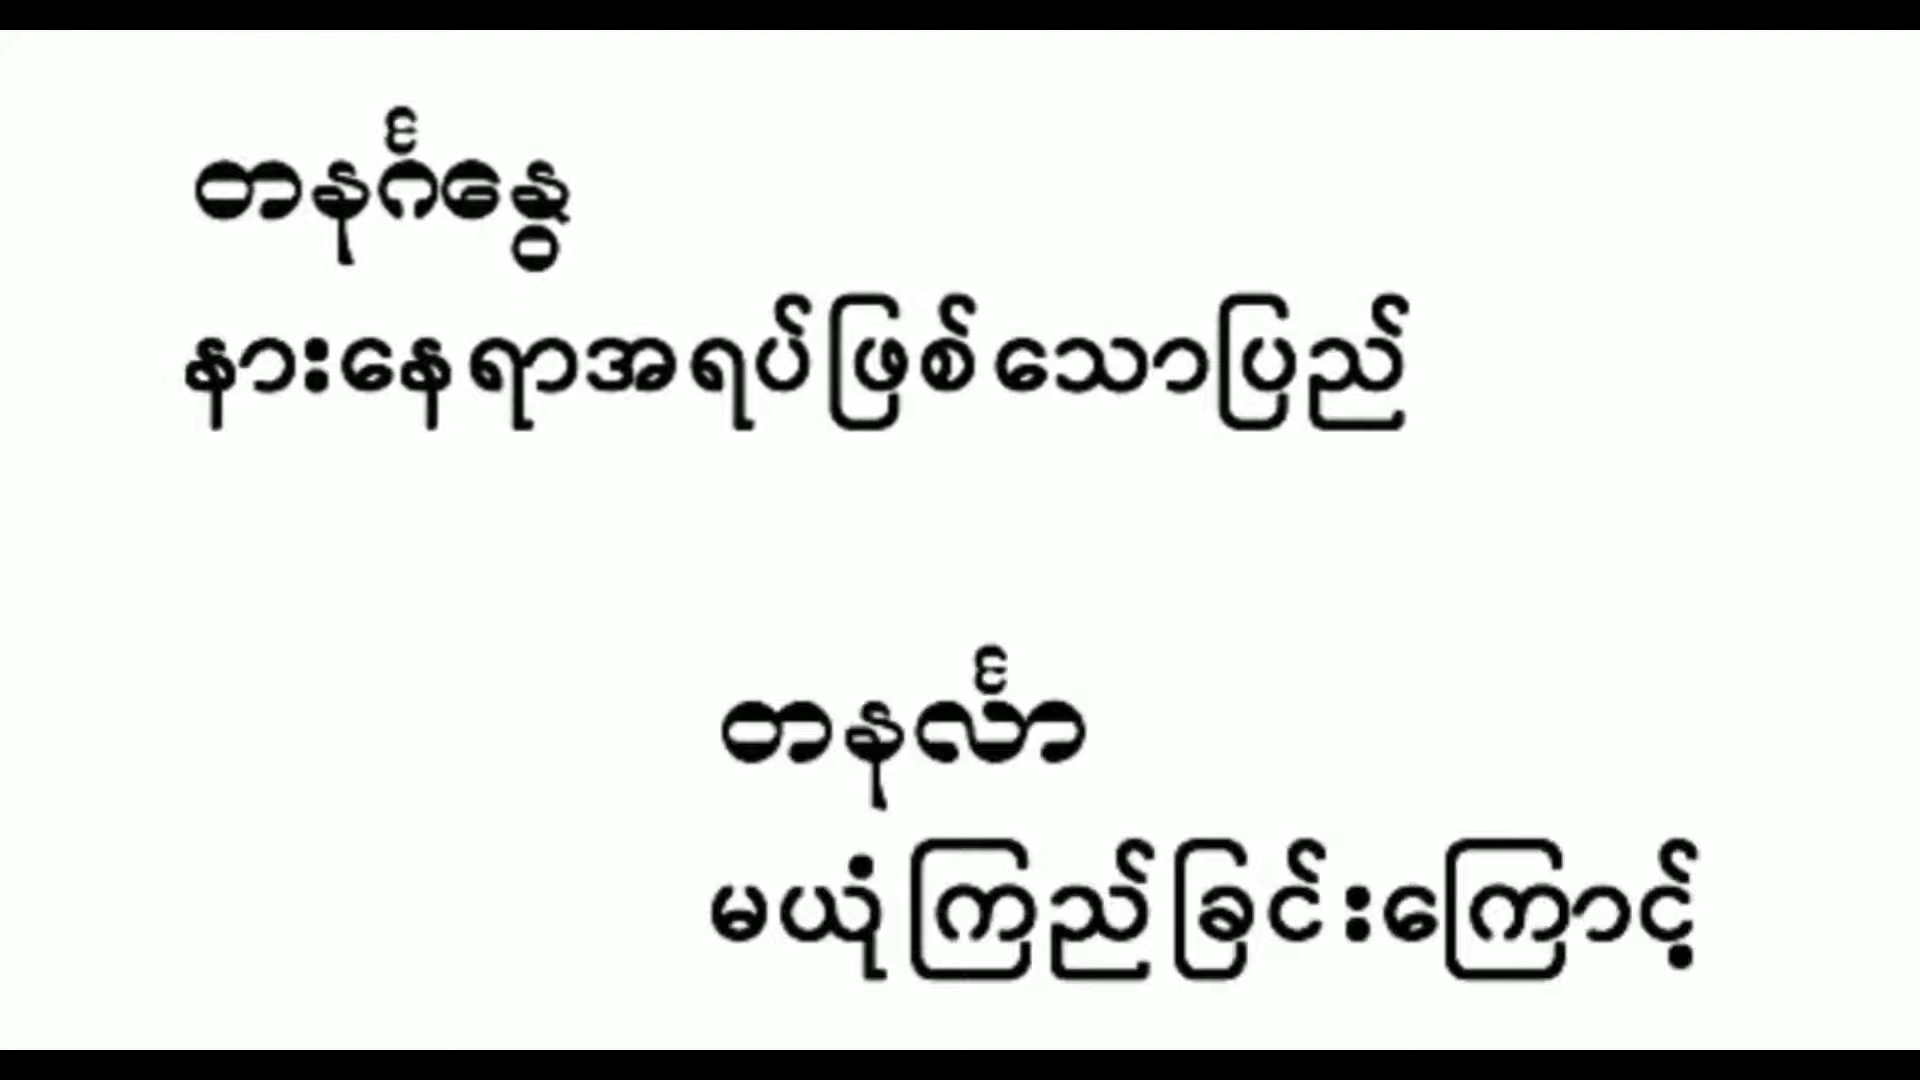 တနင်္ဂနွေ
နားနေရာအရပ်ဖြစ်သောပြည်
တနင်္လာ
မယုံကြည်ခြင်းကြောင့်